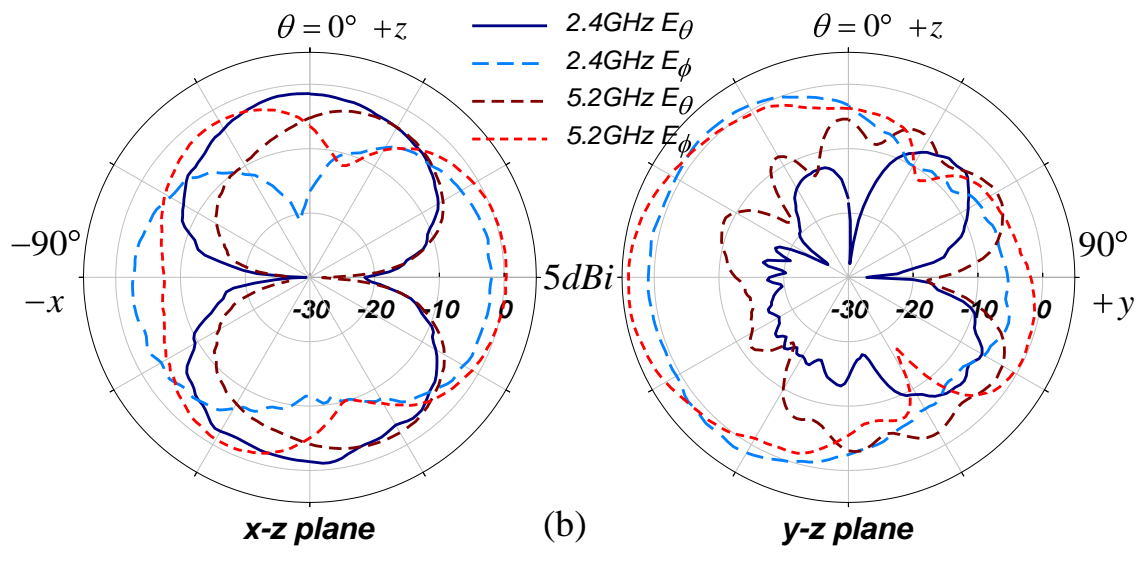 θ = 0° +z
2.4GHz Eθ
2.4GHz Eϕ
5.2GHz Eθ
5.2GHz Eϕ
θ = 0° +z
−90°
−x
-30 -20 -10 0
5dBi
-30 -20 -10 0
90°
+y
x-z plane
(b)
y-z plane